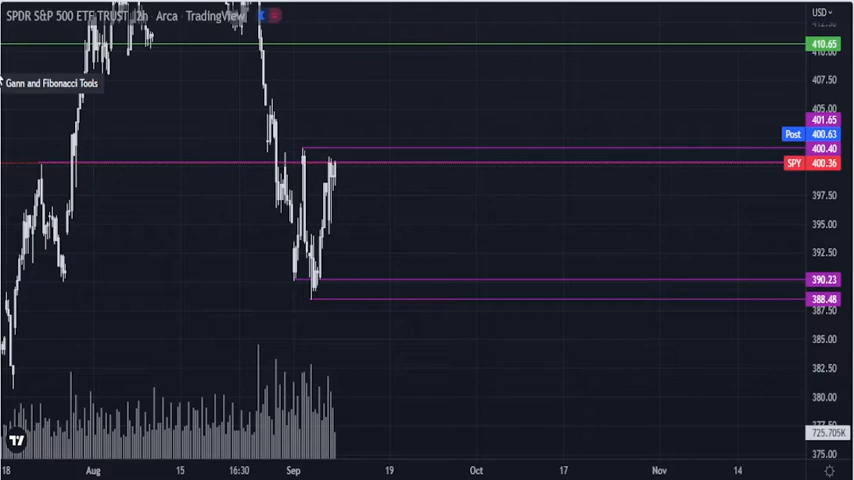 SPDR S&P 500 ETF TRUST 2h Arca TradingView
USD
410.65
Gann and Fibonacci Tools
407.50
405.00
401.65
Post 400.63
400.40
SPY 400.36
397.50
395.00
392.50
390.23
388.48
387.50
385.00
382.50
380.00
725.705K
375.00
18 Aug 15 16:30 Sep 19 Oct 17 Nov 14